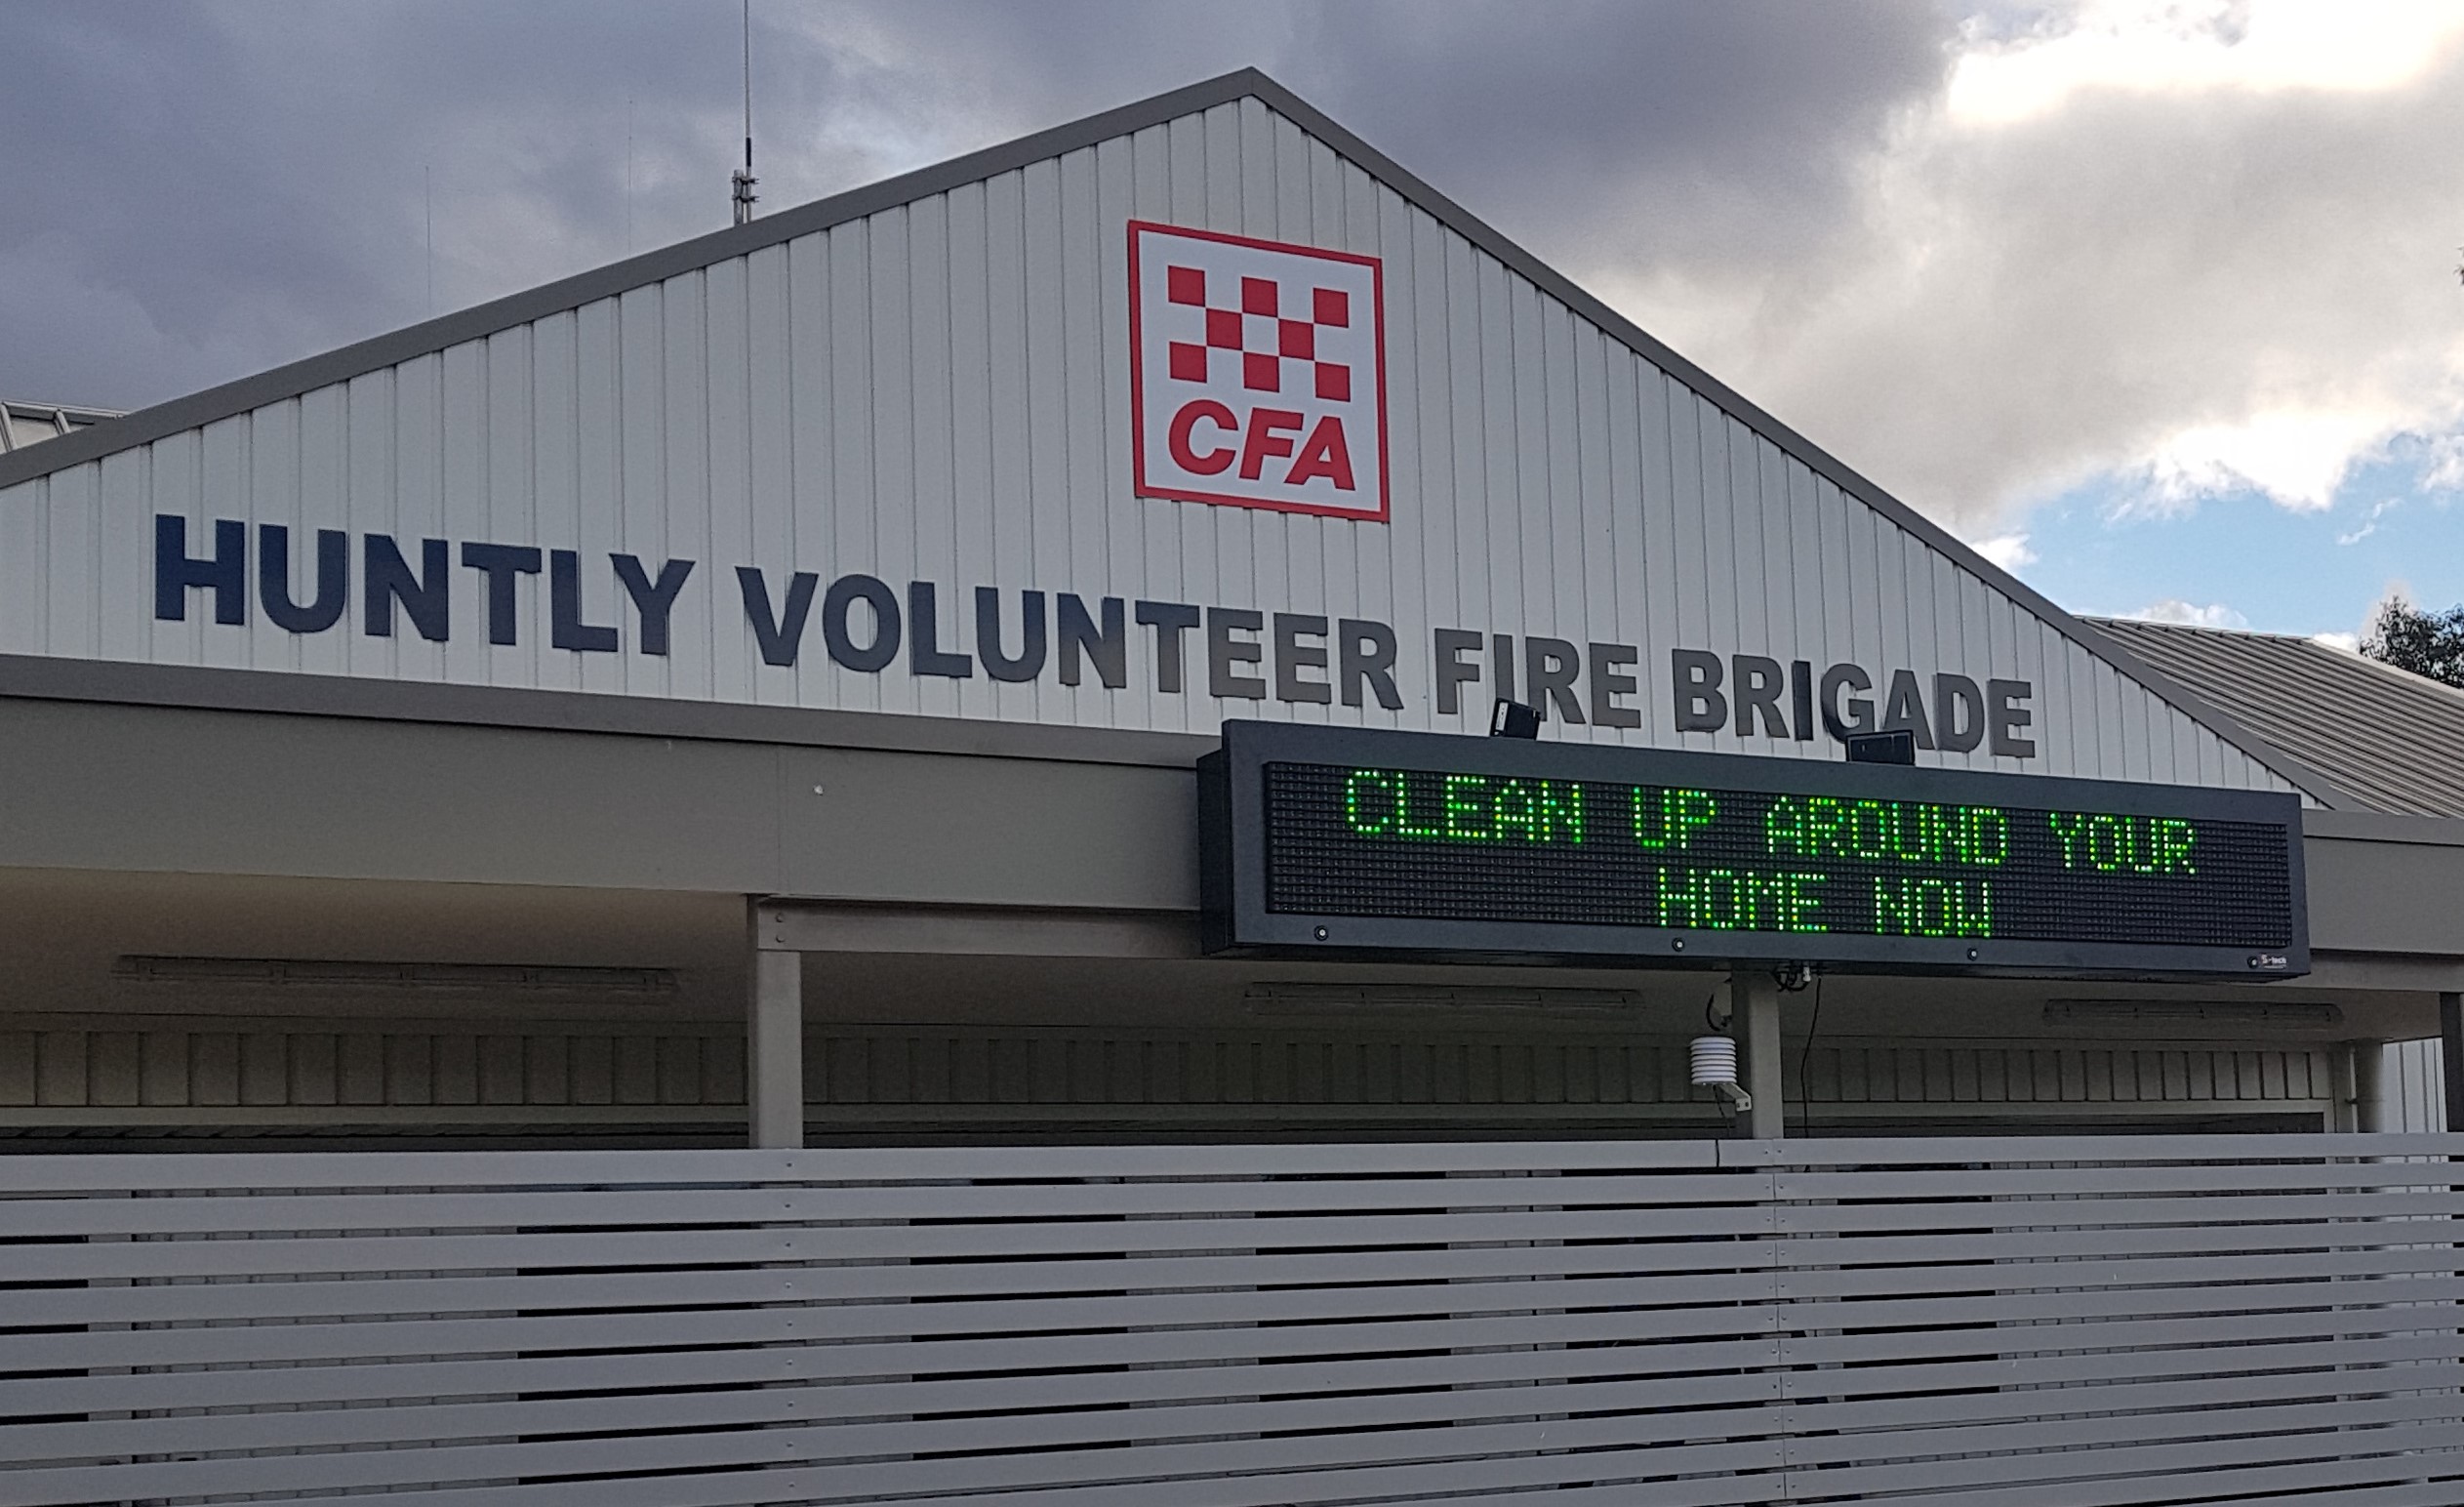 CFA
HUNTLY VOLUNTEER FIRE BRIGADE
CLEAN UP AROUND YOUR
HOME NOW